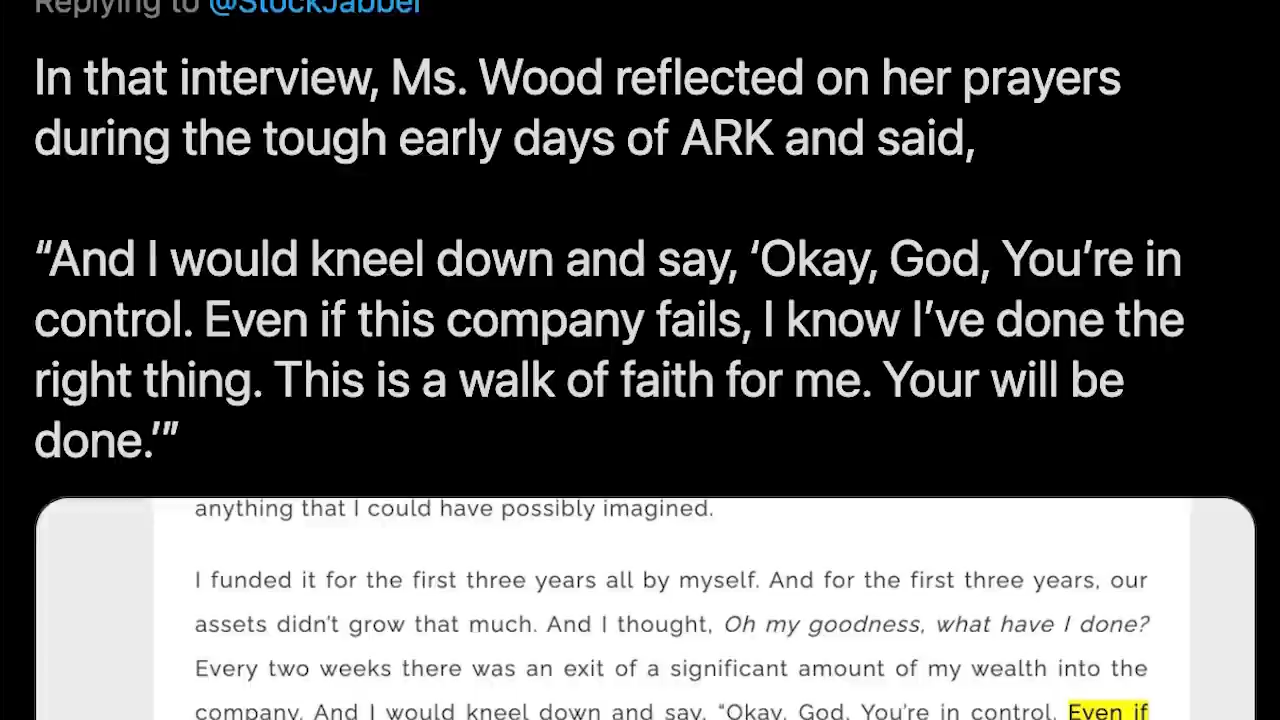 Replying to @StockJabber
In that interview, Ms. Wood reflected on her prayers
during the tough early days of ARK and said,
“And I would kneel down and say, ‘Okay, God, You’re in
control. Even if this company fails, I know I’ve done the
right thing. This is a walk of faith for me. Your will be
done.’”
anything that I could have possibly imagined.
I funded it for the first three years all by myself. And for the first three years, our
assets didn’t grow that much. And I thought, Oh my goodness, what have I done?
Every two weeks there was an exit of a significant amount of my wealth into the
company. And I would kneel down and say, “Okay, God, You’re in control. Even if